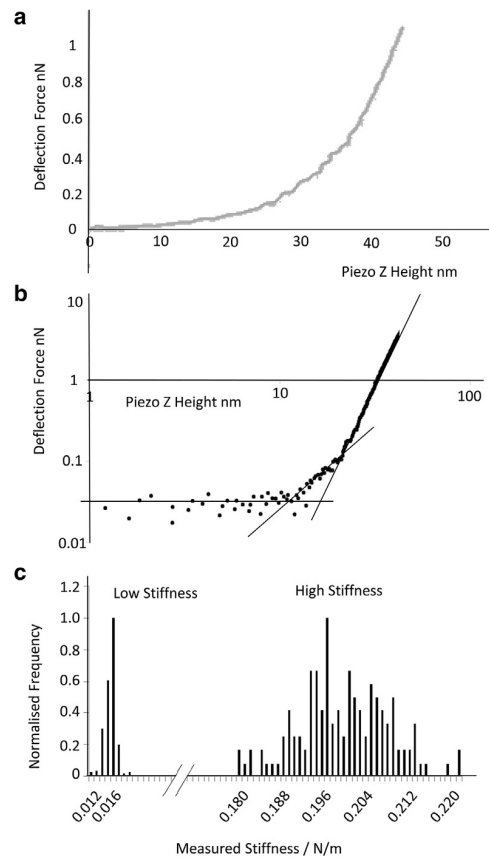 a
Deflection Force nN
1
0.8
0.6
0.4
0.2
0
0 10 20 30 40 50
Piezo Z Height nm
b
Deflection Force nN
10
1
0.1
0.01
1 10 100
Piezo Z Height nm
c
Normalised Frequency
1.2
1.0
0.8
0.6
0.4
0.2
0
Low Stiffness High Stiffness
0.012 0.016 0.180 0.188 0.196 0.204 0.212 0.220
Measured Stiffness / N/m